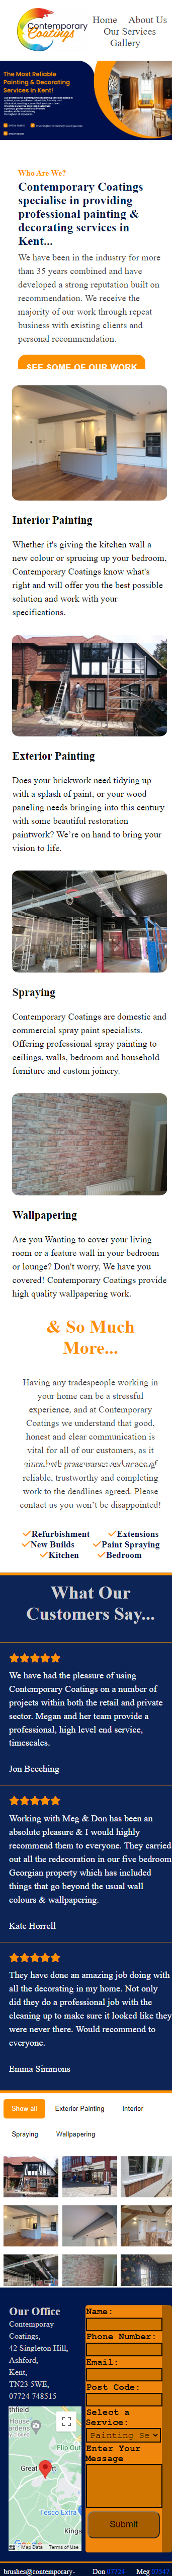 Contemporary
Coatings
Home About Us
Our Services
Gallery
The Most Reliable
Painting & Decorating
Services in Kent!
Who Are We?
Contemporary Coatings
specialise in providing
professional painting &
decorating services in
Kent...
We have been in the industry for more
than 35 years combined and have
developed a strong reputation built on
recommendation. We receive the
majority of our work through repeat
business with existing clients and
personal recommendation.
SEE SOME OF OUR WORK
Interior Painting
Whether it's giving the kitchen wall a
new colour or sprucing up your bedroom,
Contemporary Coatings know what's
right and will offer you the best possible
solution and work with your
specifications.
Exterior Painting
Does your brickwork need tidying up
with a splash of paint, or your wood
paneling needs bringing into this century
with some beautiful restoration
paintwork? We're on hand to bring your
vision to life.
Spraying
Contemporary Coatings are domestic and
commercial spray paint specialists.
Offering professional spray painting to
ceilings, walls, bedroom and household
furniture and custom joinery.
Wallpapering
Are you Wanting to cover your living
room or a feature wall in your bedroom
or lounge? Don't worry, We have you
covered! Contemporary Coatings provide
high quality wallpapering work.
& So Much
More...
Having any tradespeople working in
your home can be a stressful
experience, and at Contemporary
Coatings we understand that good,
honest and clear communication is
vital for all of our customers, as it
reliable, trustworthy and completing
work to the deadlines agreed. Please
contact us you won't be disappointed!
Refurbishment Extensions
New Builds Paint Spraying
Kitchen Bedroom
What Our
Customers Say...
We have had the pleasure of using
Contemporary Coatings on a number of
projects within both the retail and private
sector. Megan and her team provide a
professional, high level end service,
timescales.
Jon Beeching
Working with Meg & Don has been an
absolute pleasure & I would highly
recommend them to everyone. They carried
out all the redecoration in our five bedroom
Georgian property which has included
things that go beyond the usual wall
colours & wallpapering.
Kate Horrell
They have done an amazing job doing with
all the decorating in my home. Not only
did they do a professional job with the
cleaning up to make sure it looked like they
were never there. Would recommend to
everyone.
Emma Simmons
Show all Exterior Painting Interior
Spraying Wallpapering
Our Office
Contemporay
Coatings,
42 Singleton Hill,
Ashford,
Kent,
TN23 5WE,
07724 748515
thfield
Godinton House
Flip Out
Great Chart
Tesco Extra
Kings
Map Data Terms of Use
Name:
Phone Number:
Email:
Post Code:
Select a
Service:
Painting Se
Enter Your
Message
Submit
brushes@contemporary- Don 07724 Meg 07547